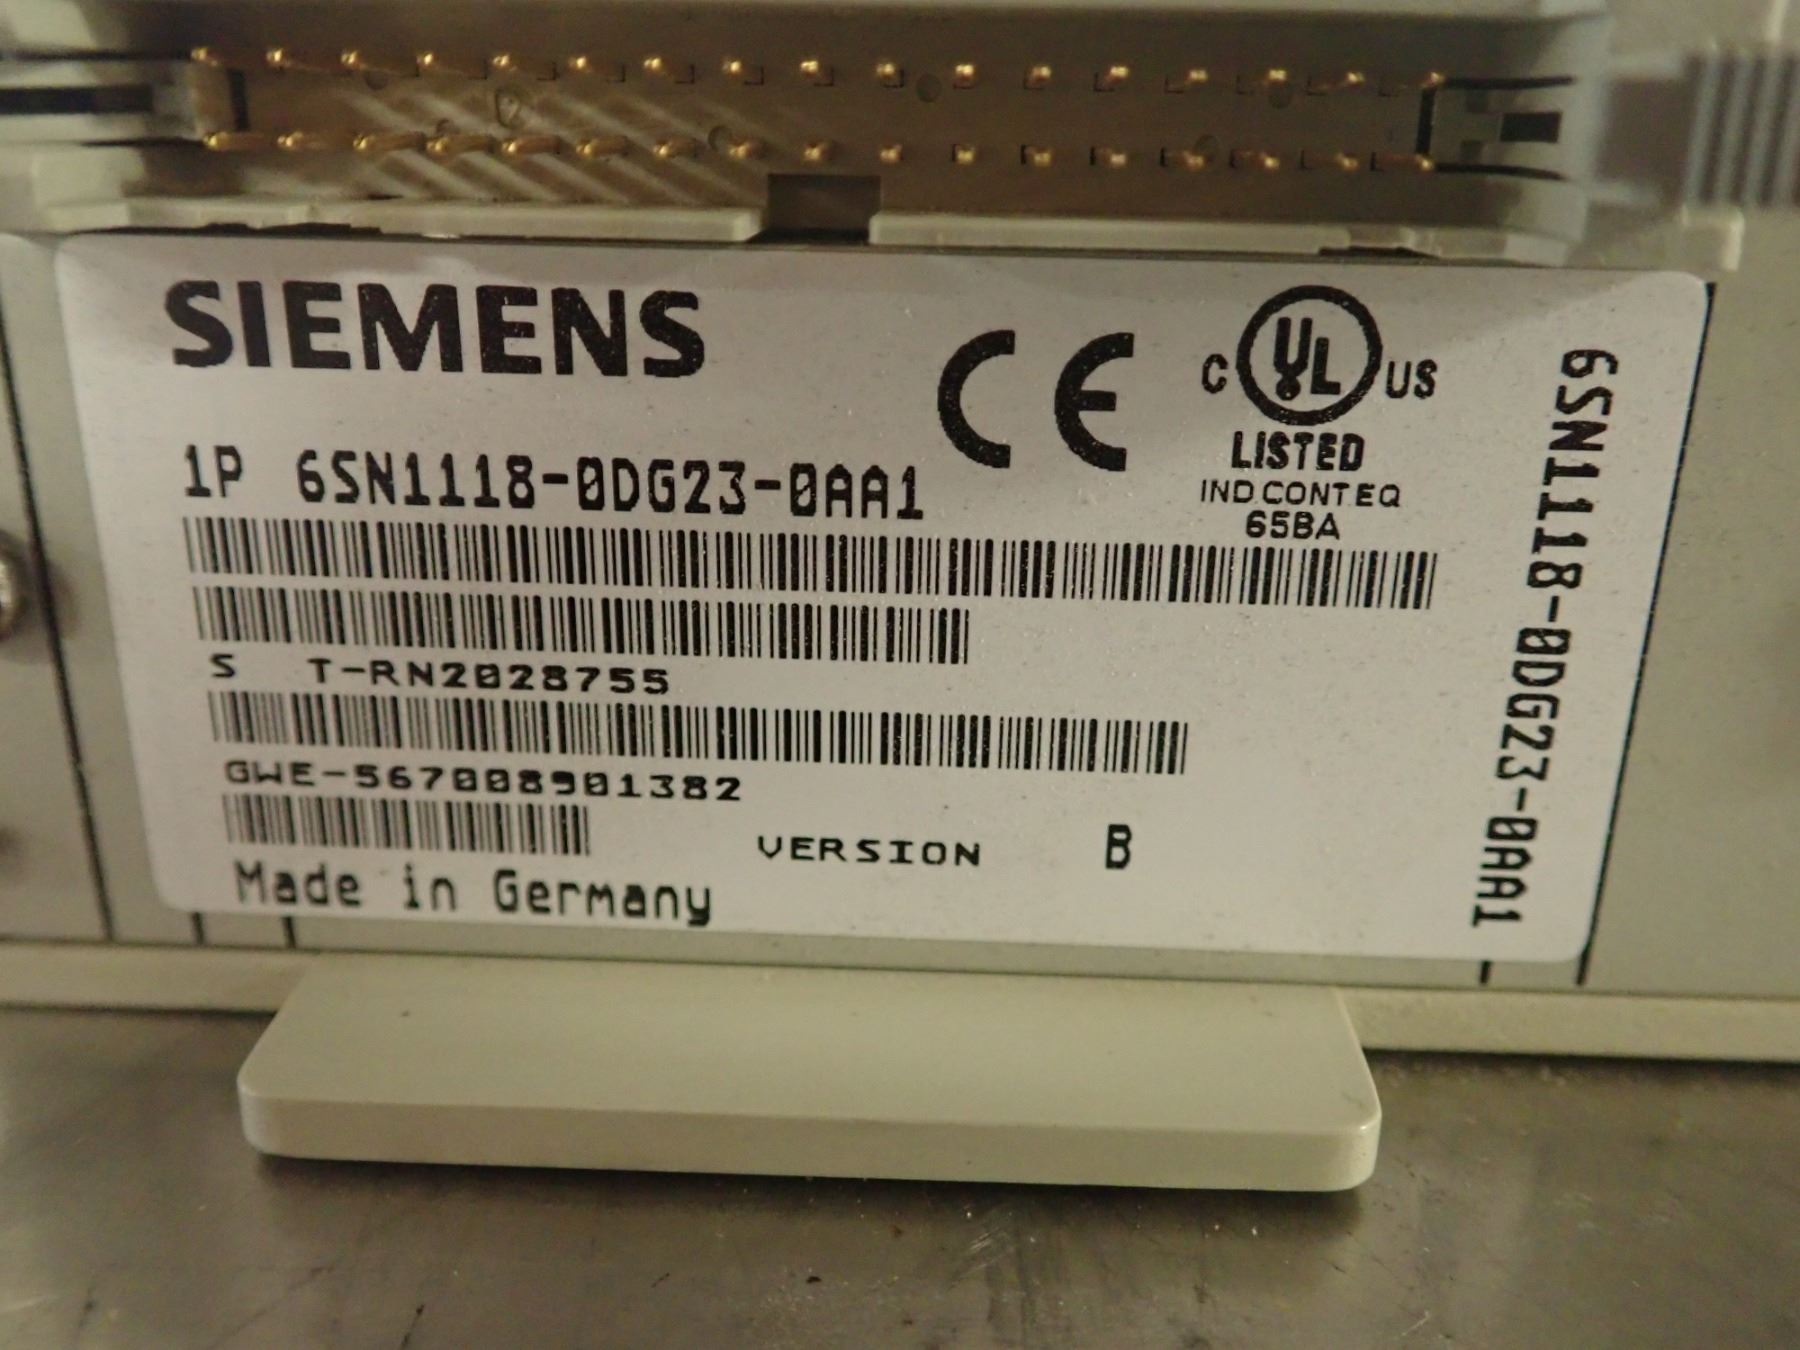 SIEMENS
CE
C UL US
LISTED
IND.CONT.EQ
65BA
1P 6SN1118-0DG23-0AA1
S T-RN2028755
GWE-567008901382
VERSION B
Made in Germany
6SN1118-0DG23-0AA1